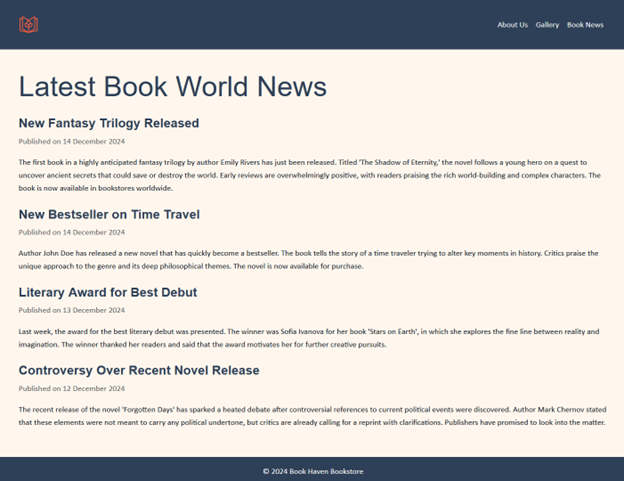 About Us Gallery Book News
Latest Book World News
New Fantasy Trilogy Released
Published on 14 December 2024
The first book in a highly anticipated fantasy trilogy by author Emily Rivers has just been released. Titled 'The Shadow of Eternity,' the novel follows a young hero on a quest to
uncover ancient secrets that could save or destroy the world. Early reviews are overwhelmingly positive, with readers praising the rich world-building and complex characters. The
book is now available in bookstores worldwide.
New Bestseller on Time Travel
Published on 14 December 2024
Author John Doe has released a new novel that has quickly become a bestseller. The book tells the story of a time traveler trying to alter key moments in history. Critics praise the
unique approach to the genre and its deep philosophical themes. The novel is now available for purchase.
Literary Award for Best Debut
Published on 13 December 2024
Last week, the award for the best literary debut was presented. The winner was Sofia Ivanova for her book 'Stars on Earth', in which she explores the fine line between reality and
imagination. The winner thanked her readers and said that the award motivates her for further creative pursuits.
Controversy Over Recent Novel Release
Published on 12 December 2024
The recent release of the novel 'Forgotten Days' has sparked a heated debate after controversial references to current political events were discovered. Author Mark Chernov stated
that these elements were not meant to carry any political undertone, but critics are already calling for a reprint with clarifications. Publishers have promised to look into the matter.
© 2024 Book Haven Bookstore